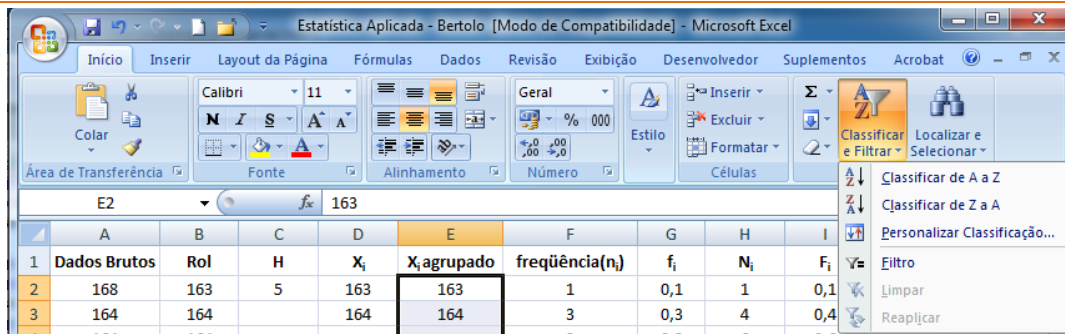 Estatística Aplicada - Bertolo [Modo de Compatibilidade] - Microsoft Excel
Início Inserir Layout da Página Fórmulas Dados Revisão Exibição Desenvolvedor Suplementos Acrobat
Colar
Calibri 11
N I S A A
A
Geral
% 000
,0 ,00
,00 ,0
Estilo
Inserir
Excluir
Formatar
Σ
Classificar e Filtrar
Localizar e Selecionar
Área de Transferência Fonte Alinhamento Número Células
Classificar de A a Z
Classificar de Z a A
Personalizar Classificação...
Filtro
Limpar
Reaplicar
E2 fx 163
A B C D E F G H I
1 Dados Brutos Rol H Xi Xi agrupado freqüência(ni) fi Ni Fi
2 168 163 5 163 163 1 0,1 1 0,1
3 164 164 164 164 3 0,3 4 0,4